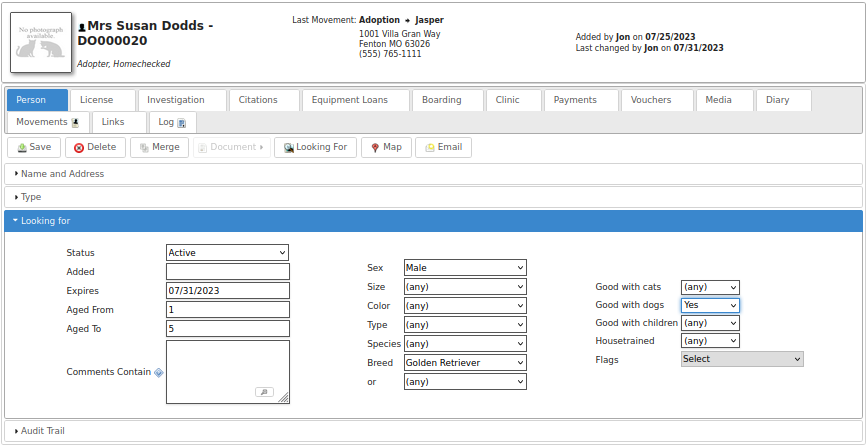 No photograph
available
Mrs Susan Dodds -
DO000020
Adopter, Homechecked
Last Movement: Adoption Jasper
1001 Villa Gran Way
Fenton MO 63026
(555) 765-1111
Added by Jon on 07/25/2023
Last changed by Jon on 07/31/2023
Person License Investigation Citations Equipment Loans Boarding Clinic Payments Vouchers Media Diary
Movements Links Log
Save Delete Merge Document Looking For Map Email
Name and Address
Type
Looking for
Status Active
Added
Expires 07/31/2023
Aged From 1
Aged To 5
Comments Contain
Sex Male
Size (any)
Color (any)
Type (any)
Species (any)
Breed Golden Retriever
or (any)
Good with cats (any)
Good with dogs Yes
Good with children (any)
Housetrained (any)
Flags Select
Audit Trail